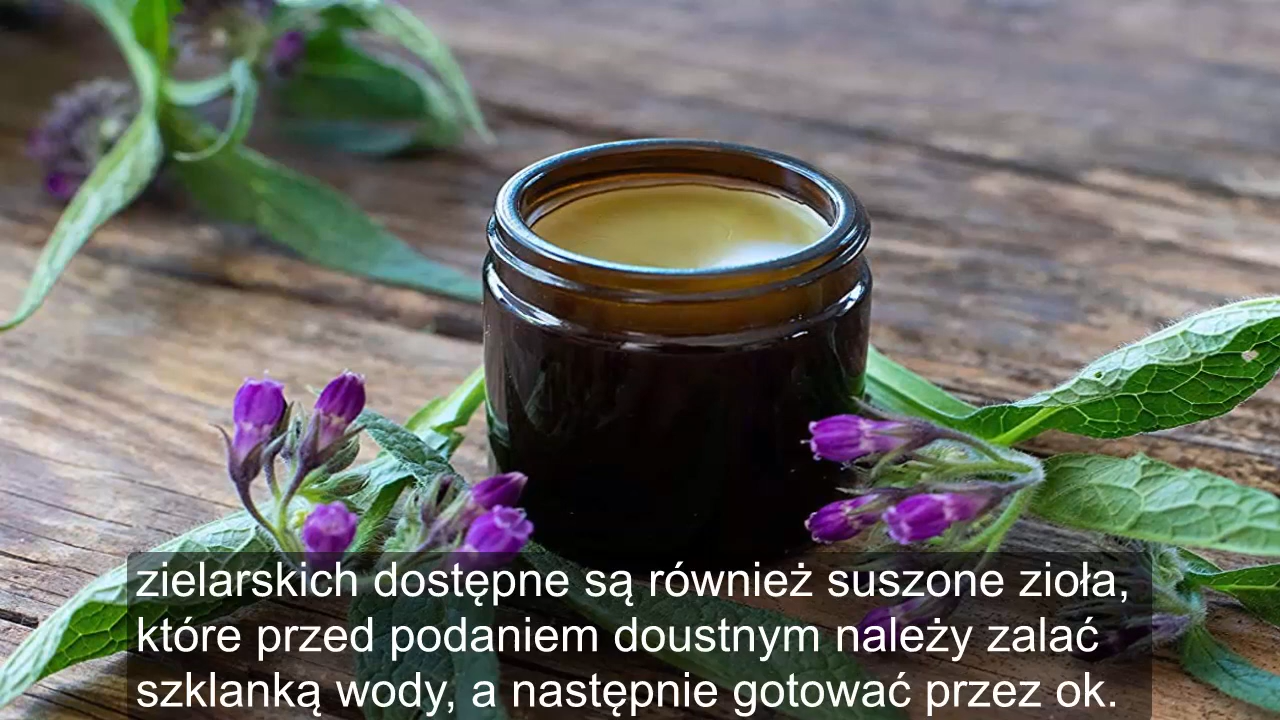 zielarskich dostępne są również suszone zioła,
które przed podaniem doustnym należy zalać
szklanką wody, a następnie gotować przez ok.